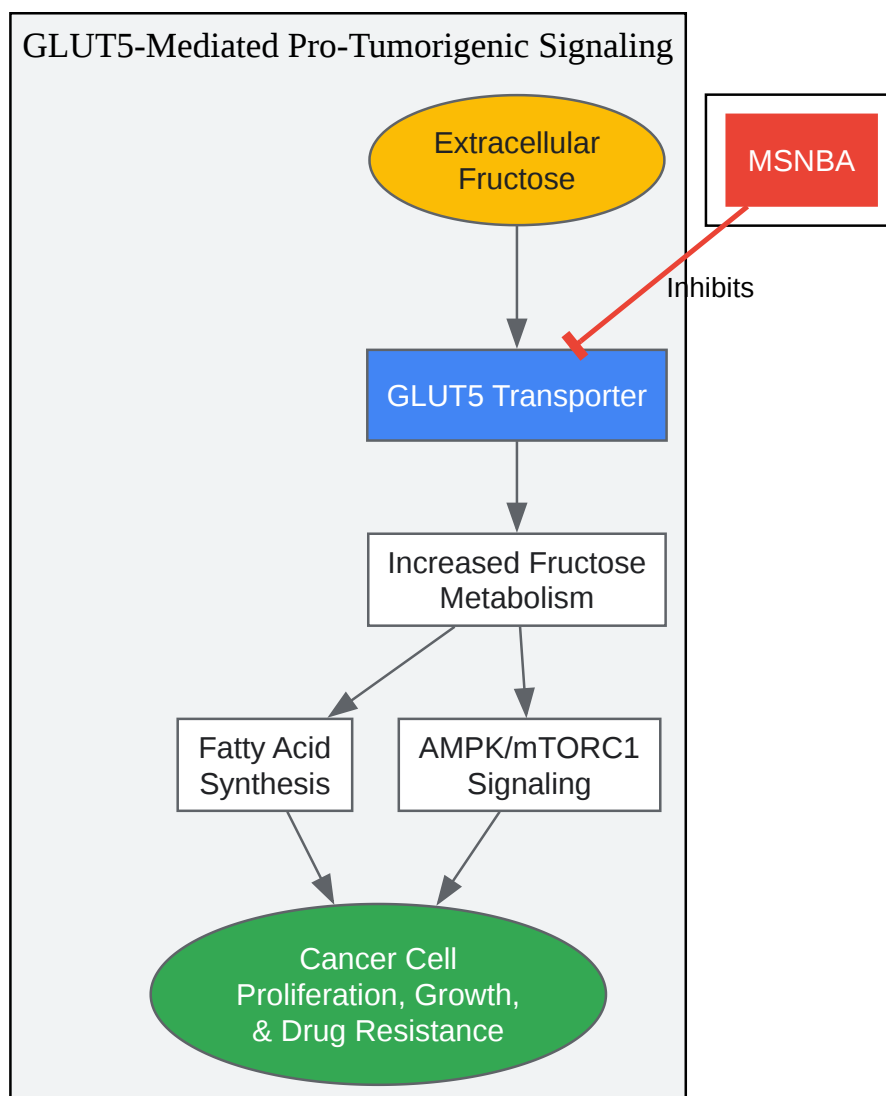 GLUT5-Mediated Pro-Tumorigenic Signaling
Extracellular
Fructose
MSNBA
Inhibits
GLUT5 Transporter
Increased Fructose
Metabolism
Fatty Acid
Synthesis
AMPK/mTORC1
Signaling
Cancer Cell
Proliferation, Growth,
& Drug Resistance